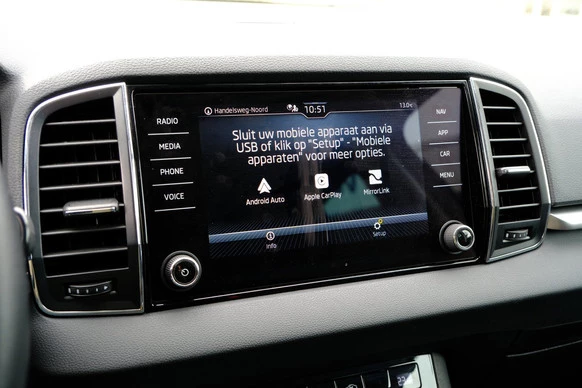 RADIO
MEDIA
PHONE
VOICE
Handelsweg-Noord 10:51 13.0°C
Sluit uw mobiele apparaat aan via
USB of klik op "Setup" - "Mobiele
apparaten" voor meer opties.
Android Auto Apple CarPlay MirrorLink
Info Setup
NAV
APP
CAR
MENU